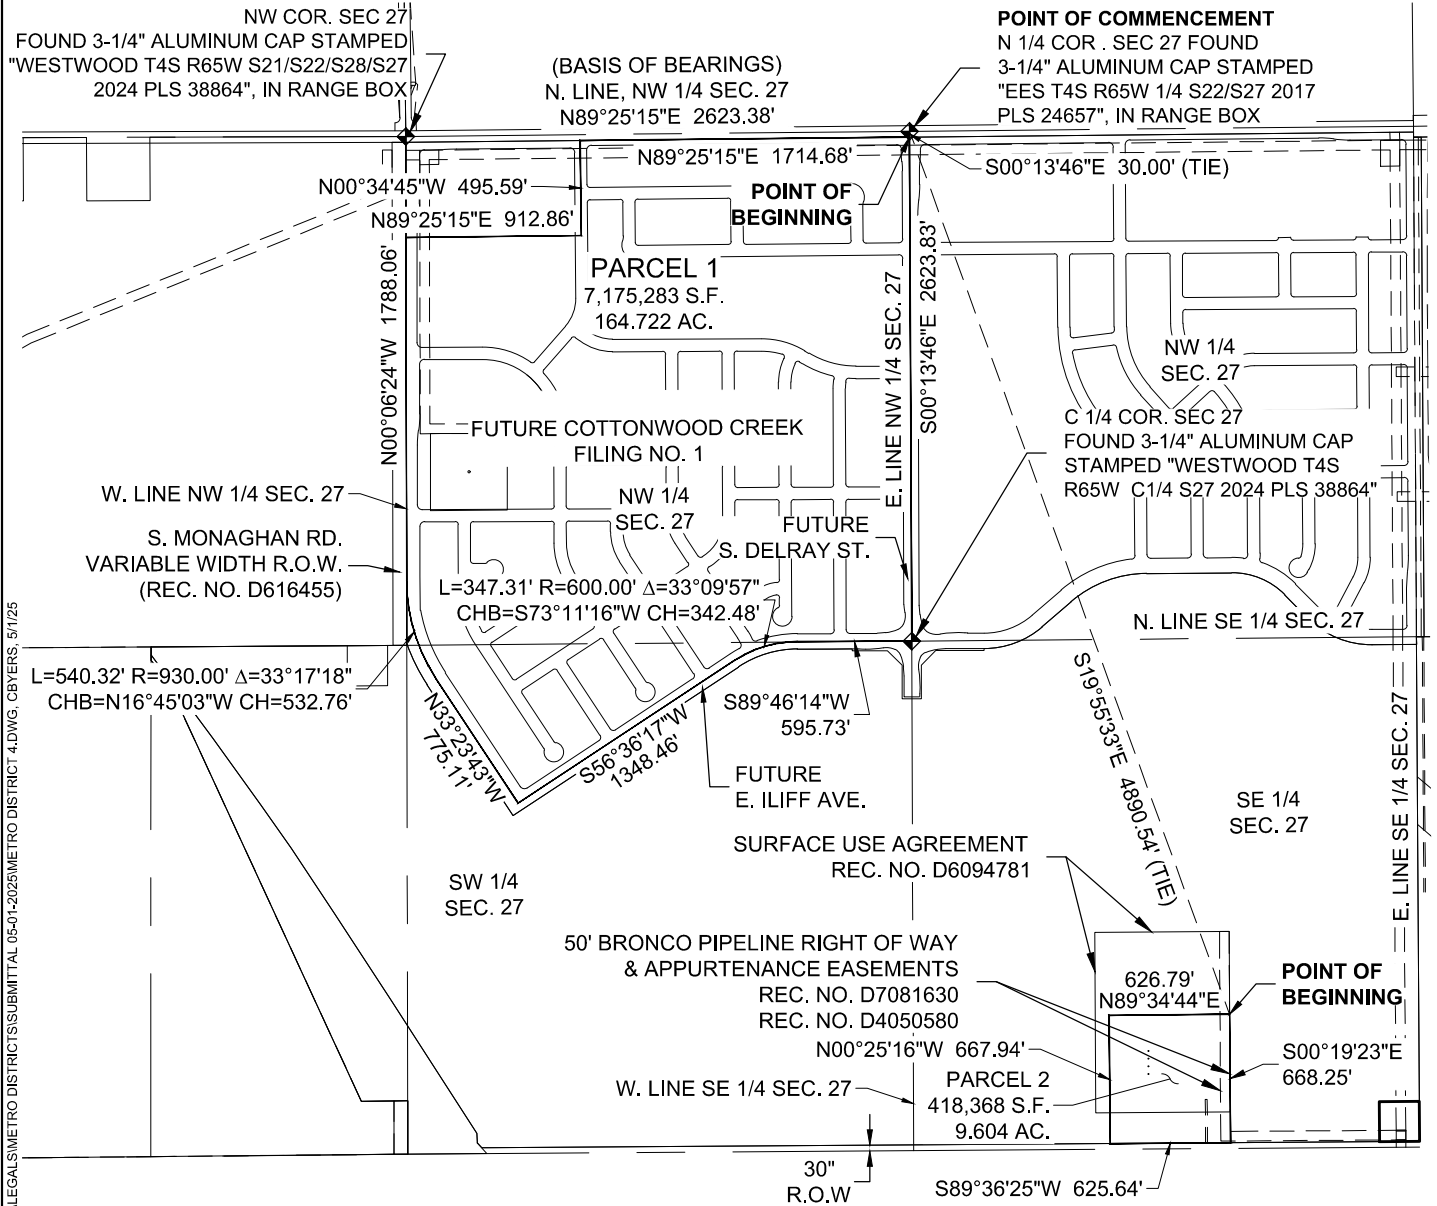 NW COR. SEC 27
FOUND 3-1/4" ALUMINUM CAP STAMPED
"WESTWOOD T4S R65W S21/S22/S28/S27
2024 PLS 38864", IN RANGE BOX
(BASIS OF BEARINGS)
N. LINE, NW 1/4 SEC. 27
N89°25'15"E 2623.38'
POINT OF COMMENCEMENT
N 1/4 COR . SEC 27 FOUND
3-1/4" ALUMINUM CAP STAMPED
"EES T4S R65W 1/4 S22/S27 2017
PLS 24657", IN RANGE BOX
N89°25'15"E 1714.68'
S00°13'46"E 30.00' (TIE)
N00°34'45"W 495.59'
N89°25'15"E 912.86'
POINT OF
BEGINNING
PARCEL 1
7,175,283 S.F.
164.722 AC.
N00°06'24"W 1788.06'
E. LINE NW 1/4 SEC. 27
S00°13'46"E 2623.83'
NW 1/4
SEC. 27
FUTURE COTTONWOOD CREEK
FILING NO. 1
C 1/4 COR. SEC 27
FOUND 3-1/4" ALUMINUM CAP
STAMPED "WESTWOOD T4S
R65W C1/4 S27 2024 PLS 38864"
W. LINE NW 1/4 SEC. 27
NW 1/4
SEC. 27
S. MONAGHAN RD.
VARIABLE WIDTH R.O.W.
(REC. NO. D616455)
FUTURE
S. DELRAY ST.
L=347.31' R=600.00' Δ=33°09'57"
CHB=S73°11'16"W CH=342.48'
N. LINE SE 1/4 SEC. 27
L=540.32' R=930.00' Δ=33°17'18"
CHB=N16°45'03"W CH=532.76'
N33°23'43"W
775.11'
S56°36'17"W
1348.46'
S89°46'14"W
595.73'
FUTURE
E. ILIFF AVE.
S19°55'33"E 4890.54' (TIE)
E. LINE SE 1/4 SEC. 27
SE 1/4
SEC. 27
SURFACE USE AGREEMENT
REC. NO. D6094781
SW 1/4
SEC. 27
50' BRONCO PIPELINE RIGHT OF WAY
& APPURTENANCE EASEMENTS
REC. NO. D7081630
REC. NO. D4050580
626.79'
N89°34'44"E
POINT OF
BEGINNING
N00°25'16"W 667.94'
S00°19'23"E
668.25'
W. LINE SE 1/4 SEC. 27
PARCEL 2
418,368 S.F.
9.604 AC.
30"
R.O.W
S89°36'25"W 625.64'
LEGALS\METRO DISTRICTS\SUBMITTAL 05-01-2025\METRO DISTRICT 4.DWG, CBYERS, 5/1/25